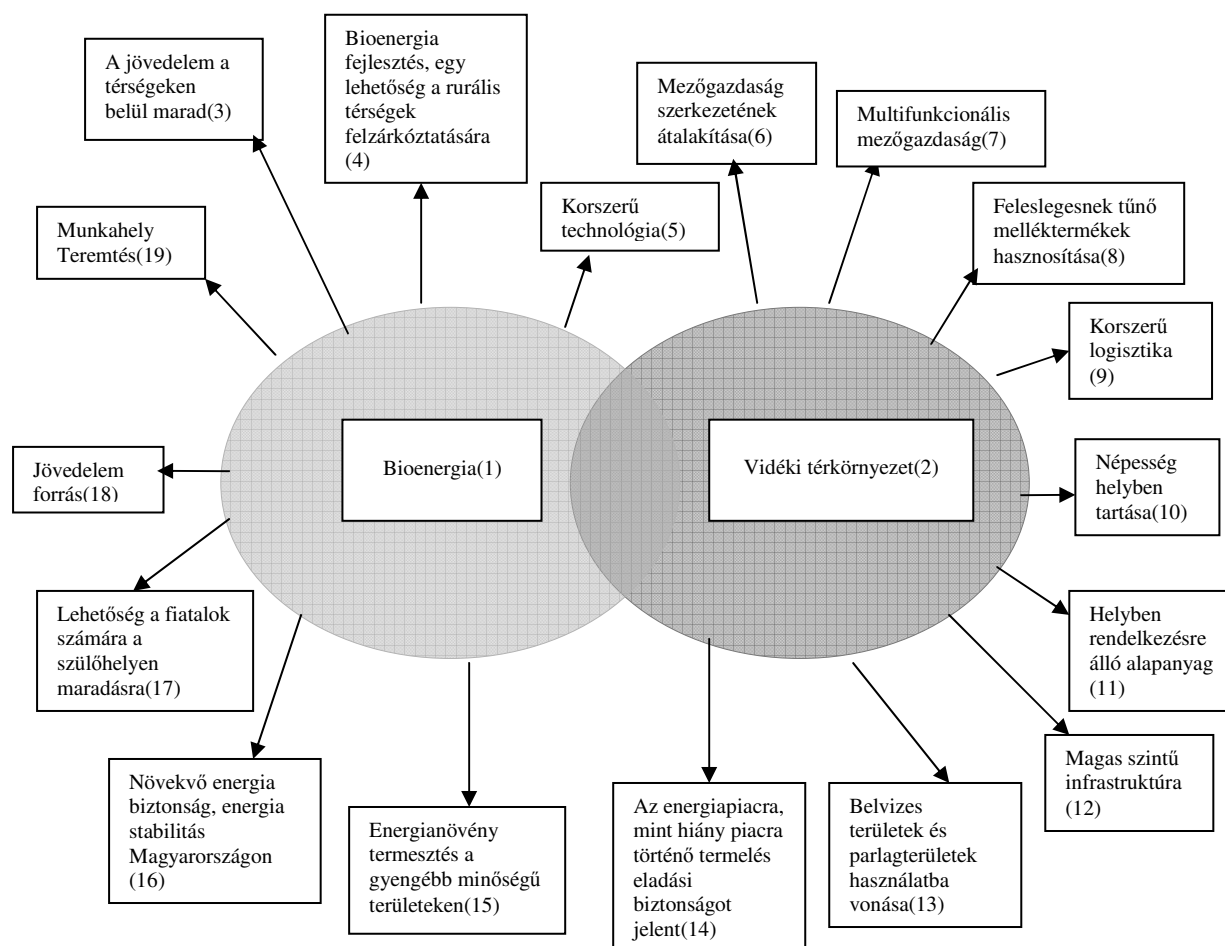 A jövedelem a
térségeken
belül marad(3)
Bioenergia
fejlesztés, egy
lehetőség a rurális
térségek
felzárkóztatására
(4)
Korszerű
technológia(5)
Mezőgazdaság
szerkezetének
átalakítása(6)
Multifunkcionális
mezőgazdaság(7)
Feleslegesnek tűnő
melléktermékek
hasznosítása(8)
Korszerű
logisztika
(9)
Népesség
helyben
tartása(10)
Helyben
rendelkezésre
álló alapanyag
(11)
Magas szintű
infrastruktúra
(12)
Belvizes
területek és
parlagterületek
használatba
vonása(13)
Az energiapiacra,
mint hiány piacra
történő termelés
eladási
biztonságot
jelent(14)
Energianövény
termesztés a
gyengébb minőségű
területeken(15)
Növekvő energia
biztonság, energia
stabilitás
Magyarországon
(16)
Lehetőség a fiatalok
számára a
szülőhelyen
maradásra(17)
Jövedelem
forrás(18)
Munkahely
Teremtés(19)
Bioenergia(1)
Vidéki térkörnyezet(2)